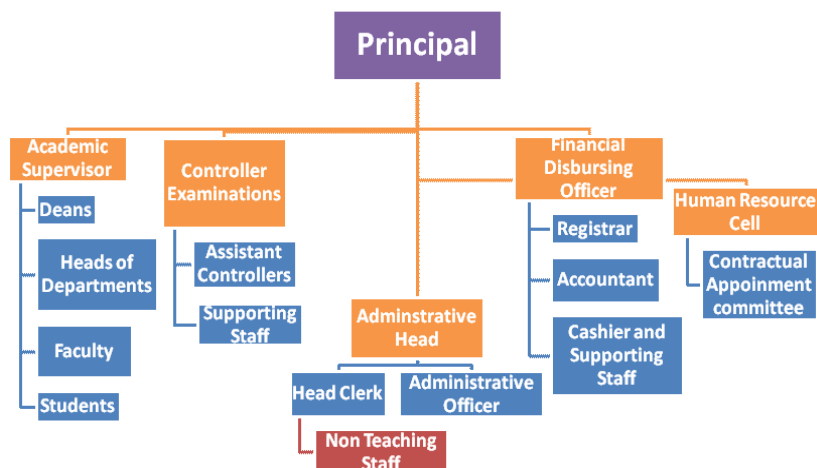 Principal
Academic
Supervisor
Deans
Heads of
Departments
Faculty
Students
Controller
Examinations
Assistant
Controllers
Supporting
Staff
Adminstrative
Head
Head Clerk
Administrative
Officer
Non Teaching
Staff
Financial
Disbursing
Officer
Registrar
Accountant
Cashier and
Supporting
Staff
Human Resource
Cell
Contractual
Appoinment
committee